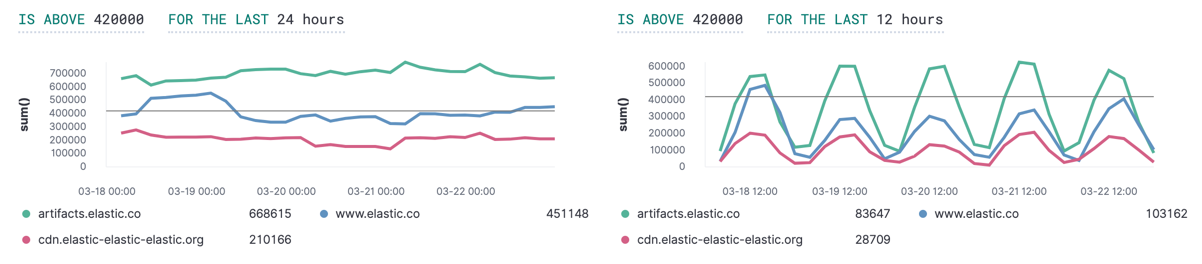 IS ABOVE 420000 FOR THE LAST 24 hours
sum()
700000
600000
500000
400000
300000
200000
100000
0
03-18 00:00 03-19 00:00 03-20 00:00 03-21 00:00 03-22 00:00
artifacts.elastic.co 668615 www.elastic.co 451148
cdn.elastic-elastic-elastic.org 210166
IS ABOVE 420000 FOR THE LAST 12 hours
sum()
600000
500000
400000
300000
200000
100000
0
03-18 12:00 03-19 12:00 03-20 12:00 03-21 12:00 03-22 12:00
artifacts.elastic.co 83647 www.elastic.co 103162
cdn.elastic-elastic-elastic.org 28709